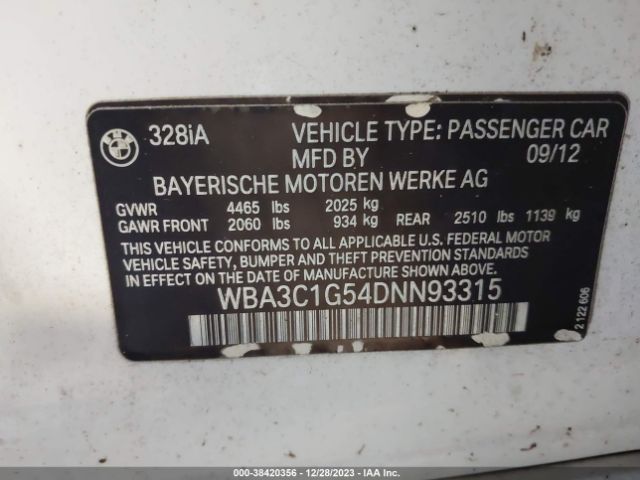 BMW
328iA VEHICLE TYPE: PASSENGER CAR
MFD BY 09/12
BAYERISCHE MOTOREN WERKE AG
GVWR 4465 lbs 2025 kg
GAWR FRONT 2060 lbs 934 kg REAR 2510 lbs 1139 kg
THIS VEHICLE CONFORMS TO ALL APPLICABLE U.S. FEDERAL MOTOR
VEHICLE SAFETY, BUMPER AND THEFT PREVENTION STANDARDS
IN EFFECT ON THE DATE OF MANUFACTURE SHOWN ABOVE.
WBA3C1G54DNN93315
2 122 606
000-38420356 - 12/28/2023 - IAA Inc.